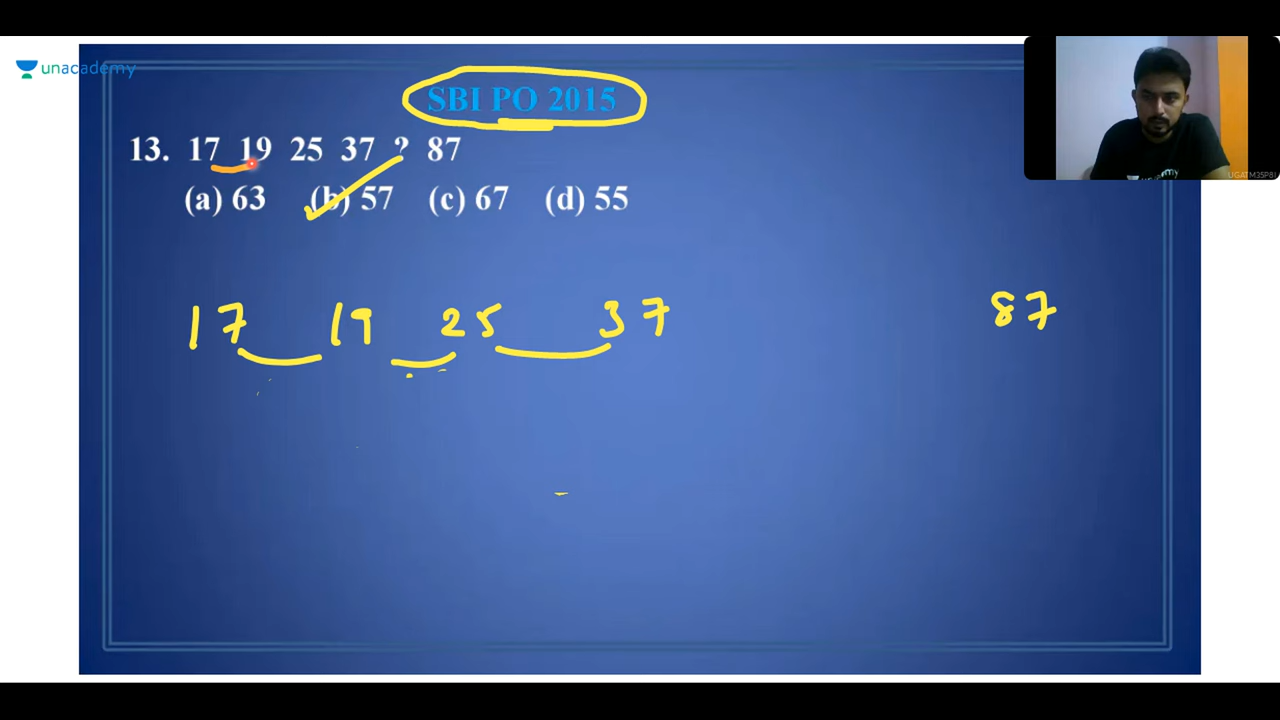 unacademy
SBI PO 2015
13. 17 19 25 37 ? 87
(a) 63 (b) 57 (c) 67 (d) 55
17 19 25 37 87
UGATM35P8I